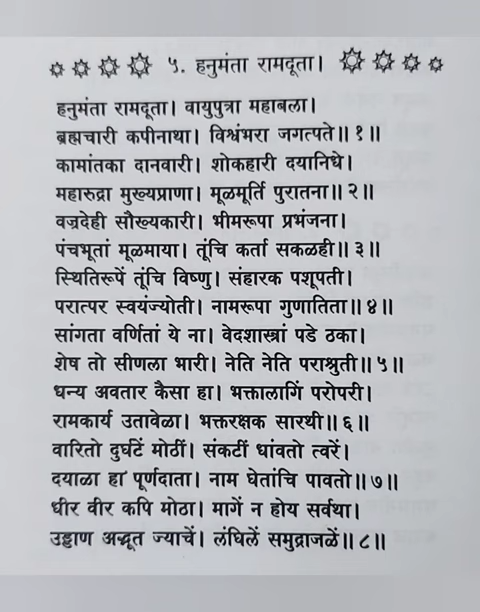 ५. हनुमंता रामदूता।
हनुमंता रामदूता। वायुपुत्रा महाबला।
ब्रह्मचारी कपीनाथा। विश्वंभरा जगत्पते॥ १॥
कामांतका दानवारी। शोकहारी दयानिधे।
महारुद्रा मुख्यप्राणा। मूळमूर्ति पुरातना॥ २॥
वज्रदेही सौख्यकारी। भीमरूपा प्रभंजना।
पंचभूतां मूळमाया। तूंचि कर्ता सकळही॥ ३॥
स्थितिरूपें तूंचि विष्णु। संहारक पशूपती।
परात्पर स्वयंज्योती। नामरूपा गुणातिता॥ ४॥
सांगता वर्णितां ये ना। वेदशास्त्रां पडे ठका।
शेष तो सीणला भारी। नेति नेति पराश्रुती॥ ५॥
धन्य अवतार कैसा हा। भक्तालागिं परोपरी।
रामकार्य उतावेळा। भक्तरक्षक सारथी॥ ६॥
वारितो दुर्घटें मोठीं। संकटीं धांवतो त्वरें।
दयाळा हा पूर्णदाता। नाम घेतांचि पावतो॥ ७॥
धीर वीर कपि मोठा। मागें न होय सर्वथा।
उड्डाण अद्भूत ज्याचें। लंघिलें समुद्राजळें॥ ८॥